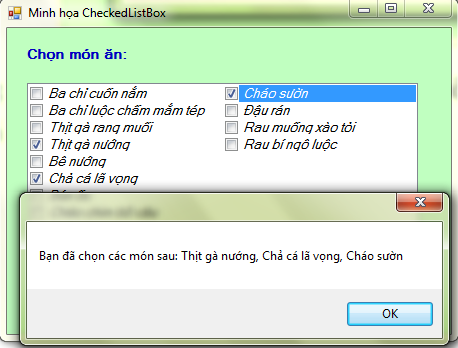 Minh họa CheckedListBox
Chọn món ăn:
Ba chỉ cuốn nấm
Ba chỉ luộc chấm mắm tép
Thịt gà rang muối
Thịt gà nướng
Bê nướng
Chả cá lã vọng
Cháo sườn
Đậu rán
Rau muống xào tỏi
Rau bí ngô luộc
Bạn đã chọn các món sau: Thịt gà nướng, Chả cá lã vọng, Cháo sườn
OK